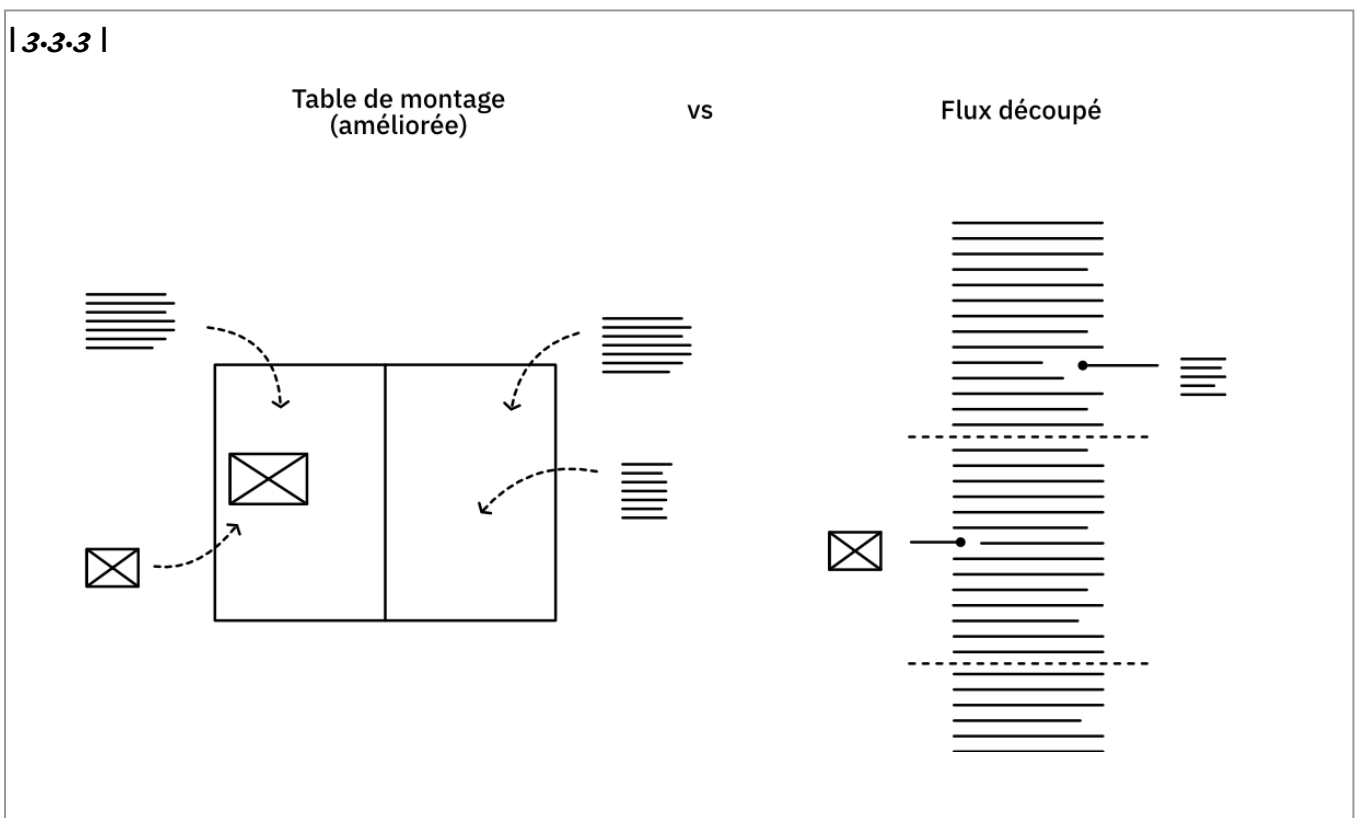 | 3·3·3 |
Table de montage
(améliorée)
vs
Flux découpé